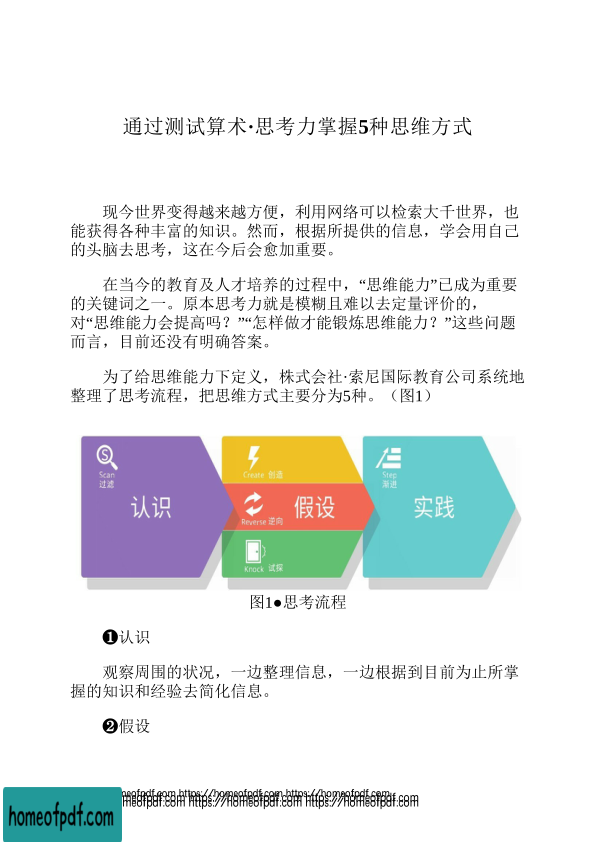 通过测试算术·思考力掌握5种思维方式
现今世界变得越来越方便，利用网络可以检索大千世界，也
能获得各种丰富的知识。然而，根据所提供的信息，学会用自己
的头脑去思考，这在今后会愈加重要。
在当今的教育及人才培养的过程中，“思维能力”已成为重要
的关键词之一。原本思考力就是模糊且难以去定量评价的，
对“思维能力会提高吗？”“怎样做才能锻炼思维能力？”这些问题
而言，目前还没有明确答案。
为了给思维能力下定义，株式会社·索尼国际教育公司系统地
整理了思考流程，把思维方式主要分为5种。（图1）
Scan
过滤
认识
Create 创造
Reverse 逆向
假设
Knock 试探
Step
渐进
实践
图1●思考流程
❶认识
观察周围的状况，一边整理信息，一边根据到目前为止所掌
握的知识和经验去简化信息。
❷假设
homeofpdf.com https://homeofpdf.com https://homeofpdf.com
homeofpdf.com https://homeofpdf.com https://homeofpdf.com
homeofpdf.com